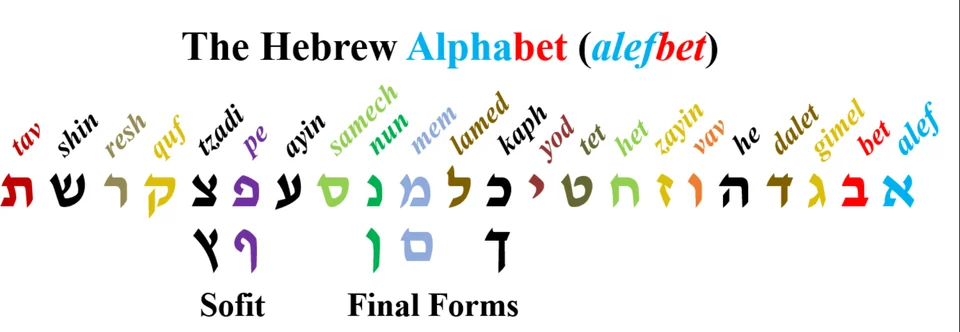 The Hebrew Alphabet (alefbet)
tav shin resh quf tzadi pe ayin samech nun mem lamed kaph yod tet het zayin vav he dalet gimel bet alef
א ב ג ד ה ו ז ח ט י כ ל מ נ ס ע פ צ ק ר ש ת
ך ם ן ף ץ
Sofit Final Forms